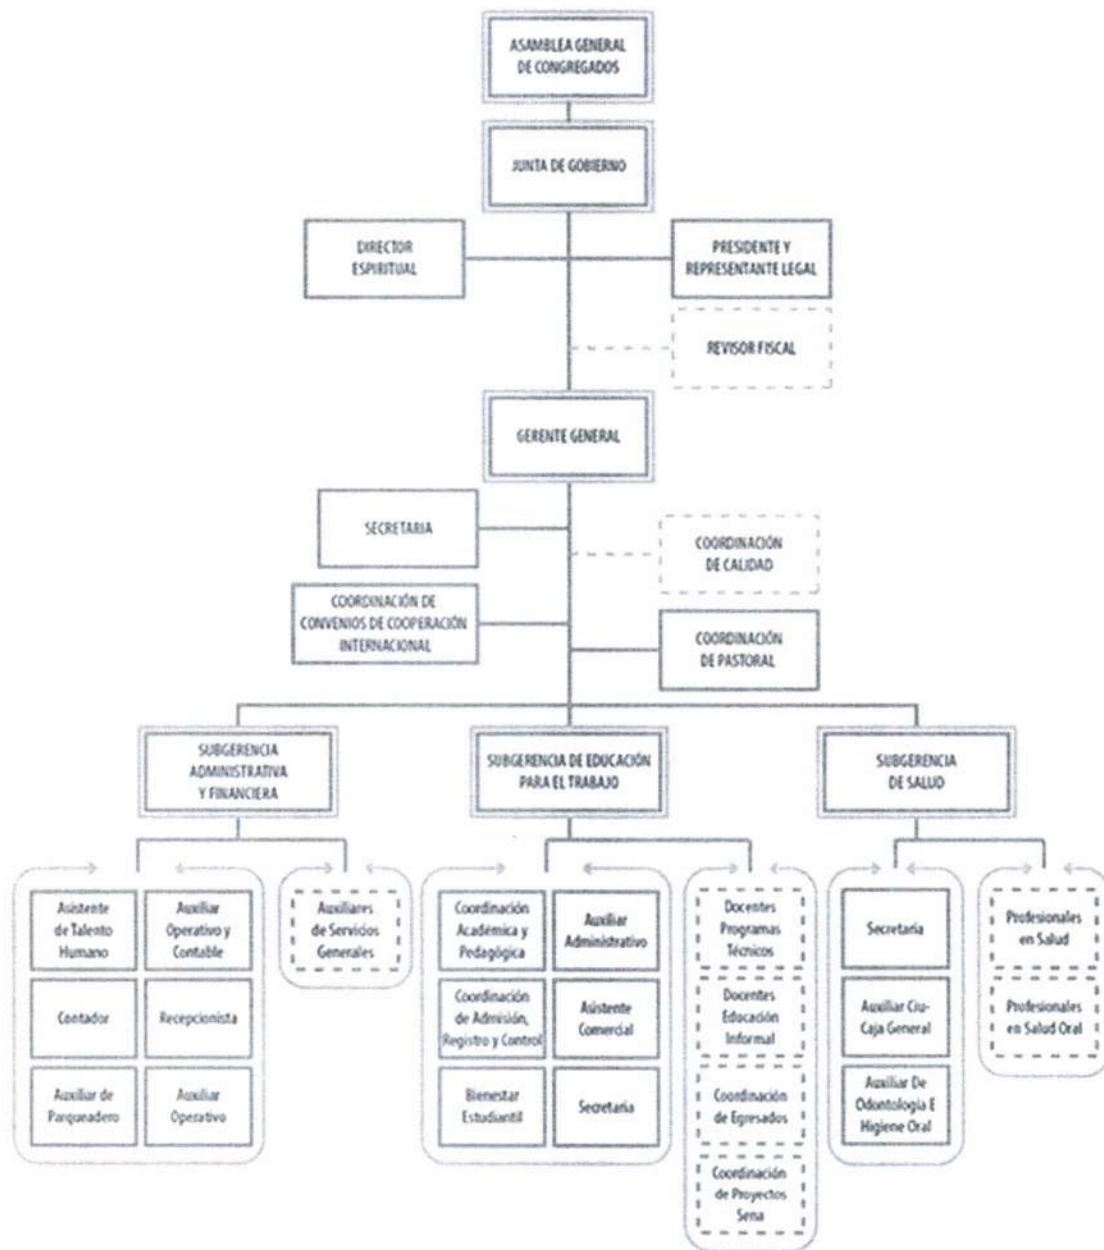 ASAMBLEA GENERAL
DE CONGREGADOS
JUNTA DE GOBIERNO
DIRECTOR
ESPIRITUAL
PRESIDENTE Y
REPRESENTANTE LEGAL
REVISOR FISCAL
GERENTE GENERAL
SECRETARIA
COORDINACIÓN
DE CALIDAD
COORDINACIÓN DE
CONVENIOS DE COOPERACIÓN
INTERNACIONAL
COORDINACIÓN
DE PASTORAL
SUBGERENCIA
ADMINISTRATIVA
Y FINANCIERA
SUBGERENCIA DE EDUCACIÓN
PARA EL TRABAJO
SUBGERENCIA
DE SALUD
Asistente
de Talento
Humano
Auxiliar
Operativo y
Contable
Contador
Recepcionista
Auxiliar de
Parqueadero
Auxiliar
Operativo
Auxiliares
de Servicios
Generales
Coordinación
Académica y
Pedagógica
Auxiliar
Administrativo
Coordinación
de Admisión,
Registro y Control
Asistente
Comercial
Bienestar
Estudiantil
Secretaria
Docentes
Programas
Técnicos
Docentes
Educación
Informal
Coordinación
de Egresados
Coordinación
de Proyectos
Sena
Secretaria
Auxiliar Ciu-
Caja General
Auxiliar De
Odontología E
Higiene Oral
Profesionales
en Salud
Profesionales
en Salud Oral